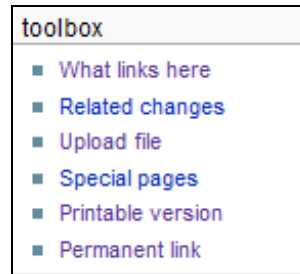 toolbox
What links here
Related changes
Upload file
Special pages
Printable version
Permanent link